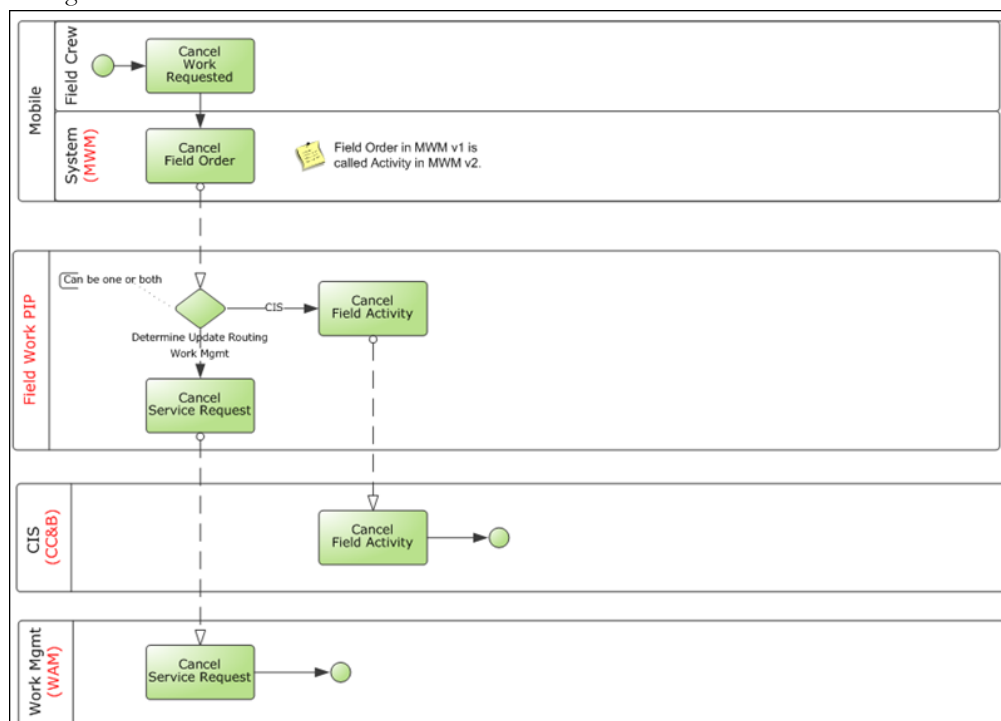 Mobile
Field Crew
Cancel
Work
Requested
System
(MWM)
Cancel
Field Order
Field Order in MWM v1 is
called Activity in MWM v2.
Field Work PIP
Can be one or both
CIS
Cancel
Field Activity
Determine Update Routing
Work Mgmt
Cancel
Service Request
CIS
(CC&B)
Cancel
Field Activity
Work Mgmt
(WAM)
Cancel
Service Request